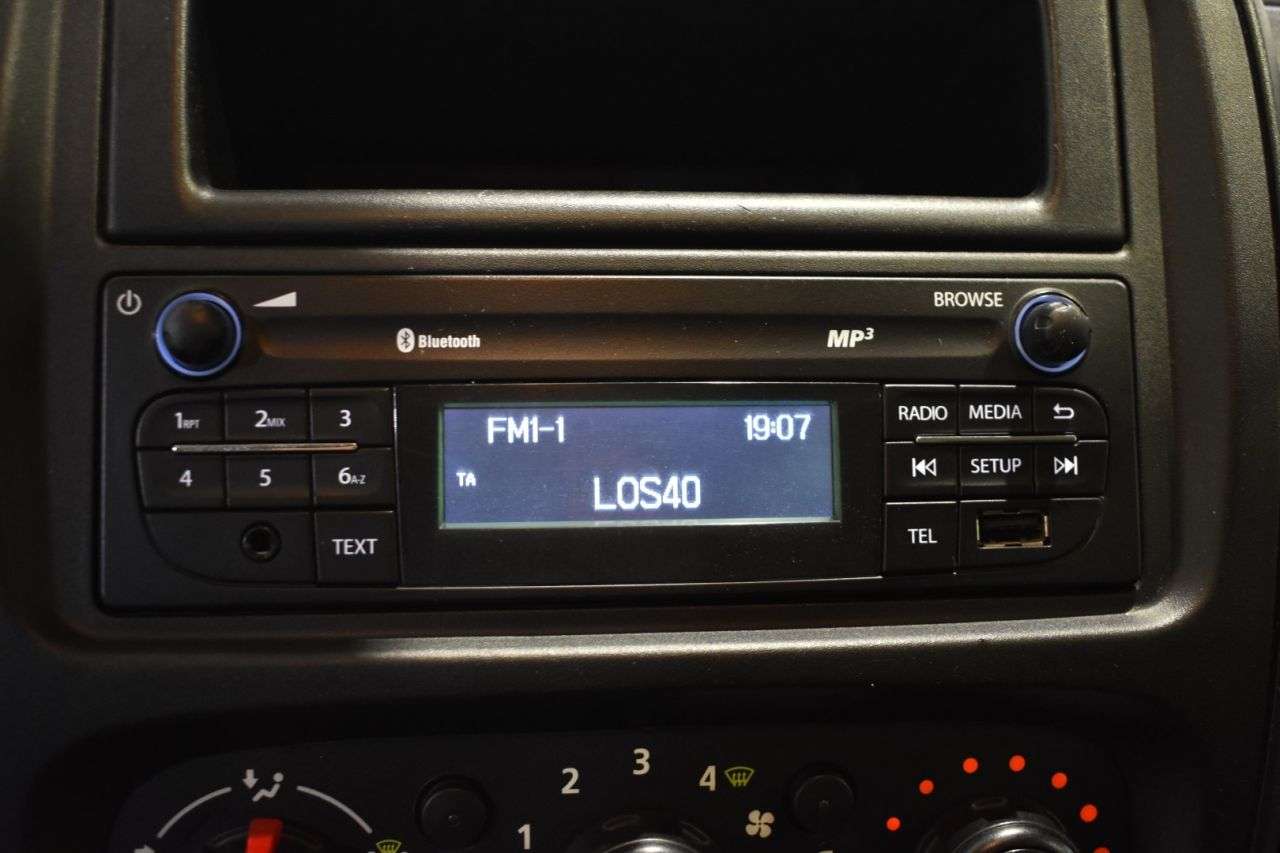 BROWSE
Bluetooth
MP3
1RPT 2MIX 3
RADIO MEDIA
FM1-1 19:07
4 5 6A-Z
SETUP
TA
LOS40
TEXT
TEL
1 2 3 4